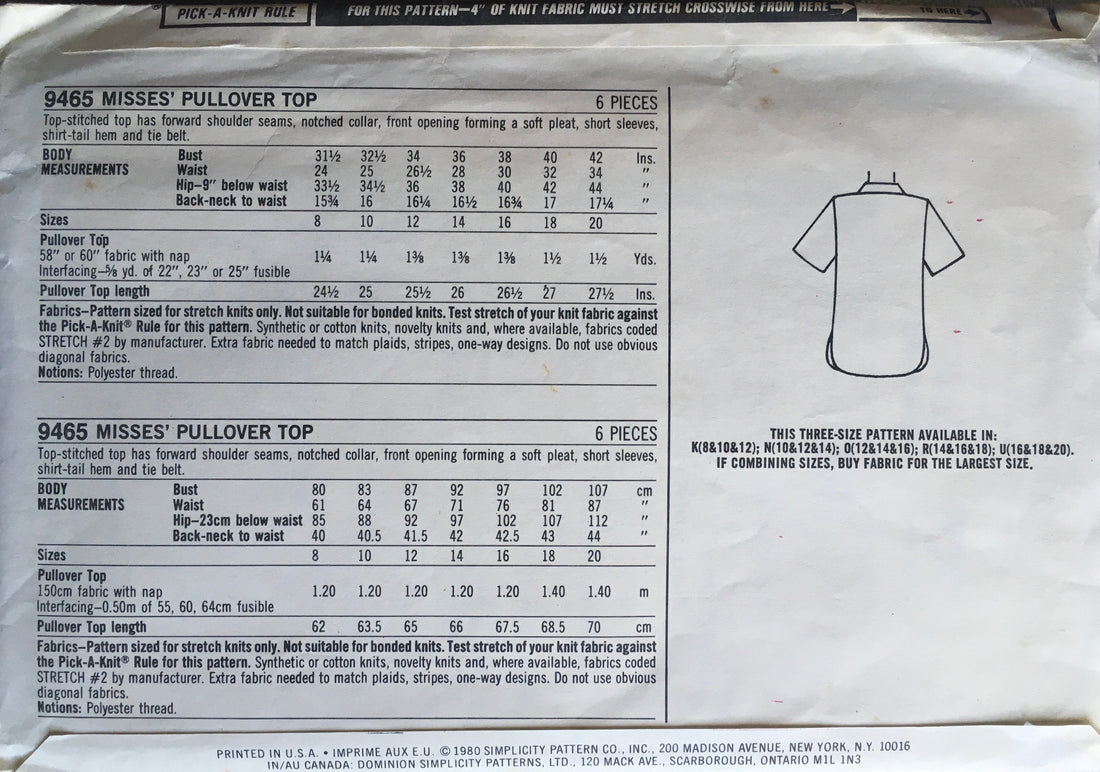 PICK-A-KNIT RULE
FOR THIS PATTERN—4" OF KNIT FABRIC MUST STRETCH CROSSWISE FROM HERE
TO HERE
9465 MISSES' PULLOVER TOP 6 PIECES
Top-stitched top has forward shoulder seams, notched collar, front opening forming a soft pleat, short sleeves,
shirt-tail hem and tie belt.
BODY Bust 31½ 32½ 34 36 38 40 42 Ins.
MEASUREMENTS Waist 24 25 26½ 28 30 32 34 "
Hip–9" below waist 33½ 34½ 36 38 40 42 44 "
Back-neck to waist 15¾ 16 16¼ 16½ 16¾ 17 17¼ "
Sizes 8 10 12 14 16 18 20
Pullover Top
58" or 60" fabric with nap 1¼ 1¼ 1⅜ 1⅜ 1⅜ 1½ 1½ Yds.
Interfacing–⅝ yd. of 22", 23" or 25" fusible
Pullover Top length 24½ 25 25½ 26 26½ 27 27½ Ins.
Fabrics–Pattern sized for stretch knits only. Not suitable for bonded knits. Test stretch of your knit fabric against
the Pick-A-Knit® Rule for this pattern. Synthetic or cotton knits, novelty knits and, where available, fabrics coded
STRETCH #2 by manufacturer. Extra fabric needed to match plaids, stripes, one-way designs. Do not use obvious
diagonal fabrics.
Notions: Polyester thread.
9465 MISSES' PULLOVER TOP 6 PIECES
Top-stitched top has forward shoulder seams, notched collar, front opening forming a soft pleat, short sleeves,
shirt-tail hem and tie belt.
BODY Bust 80 83 87 92 97 102 107 cm
MEASUREMENTS Waist 61 64 67 71 76 81 87 "
Hip–23cm below waist 85 88 92 97 102 107 112 "
Back-neck to waist 40 40.5 41.5 42 42.5 43 44 "
Sizes 8 10 12 14 16 18 20
Pullover Top
150cm fabric with nap 1.20 1.20 1.20 1.20 1.20 1.40 1.40 m
Interfacing–0.50m of 55, 60, 64cm fusible
Pullover Top length 62 63.5 65 66 67.5 68.5 70 cm
Fabrics–Pattern sized for stretch knits only. Not suitable for bonded knits. Test stretch of your knit fabric against
the Pick-A-Knit® Rule for this pattern. Synthetic or cotton knits, novelty knits and, where available, fabrics coded
STRETCH #2 by manufacturer. Extra fabric needed to match plaids, stripes, one-way designs. Do not use obvious
diagonal fabrics.
Notions: Polyester thread.
THIS THREE-SIZE PATTERN AVAILABLE IN:
K(8&10&12); N(10&12&14); O(12&14&16); R(14&16&18); U(16&18&20).
IF COMBINING SIZES, BUY FABRIC FOR THE LARGEST SIZE.
PRINTED IN U.S.A. • IMPRIME AUX E.U. © 1980 SIMPLICITY PATTERN CO., INC., 200 MADISON AVENUE, NEW YORK, N.Y. 10016
IN/AU CANADA: DOMINION SIMPLICITY PATTERNS, LTD., 120 MACK AVE., SCARBOROUGH, ONTARIO M1L 1N3